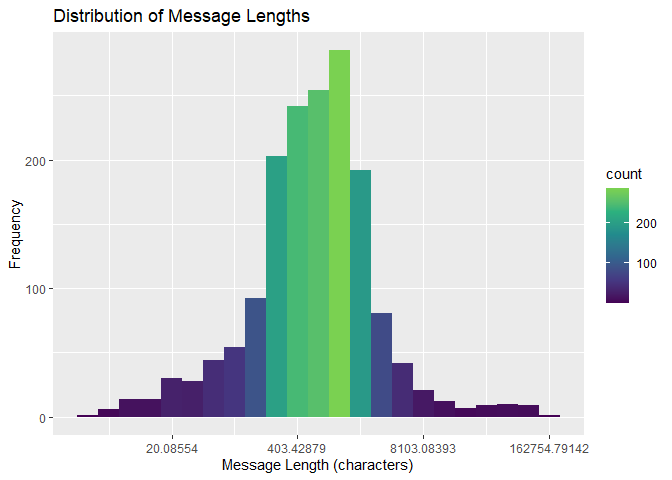 Distribution of Message Lengths
Frequency
200
100
0
20.08554 403.42879 8103.08393 162754.79142
Message Length (characters)
count
200
100